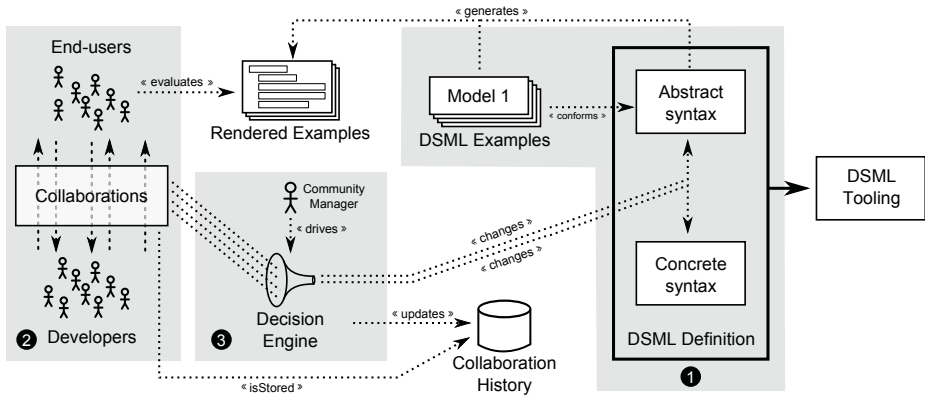 « generates »
End-users
« evaluates »
Rendered Examples
Model 1
DSML Examples
« conforms »
Abstract
syntax
Collaborations
Community
Manager
« drives »
DSML
Tooling
« changes »
« changes »
Concrete
syntax
Decision
Engine
« updates »
2
Developers
3
DSML Definition
Collaboration
History
« isStored »
1